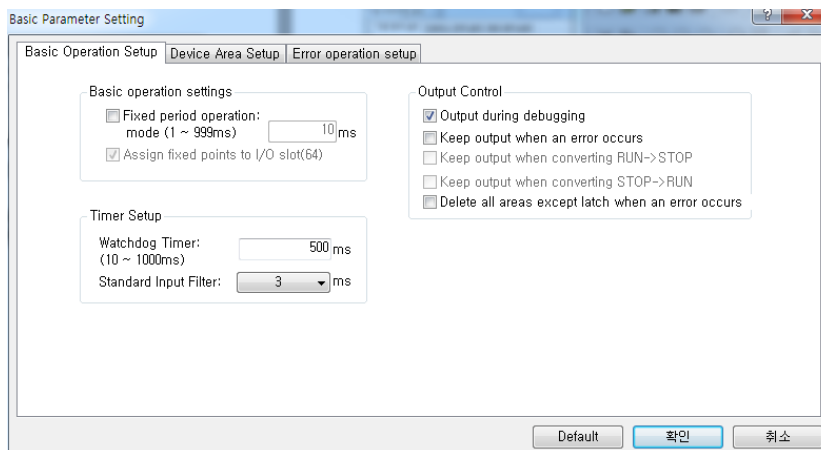 Basic Parameter Setting
?
X
Basic Operation Setup
Device Area Setup
Error operation setup
Basic operation settings
Fixed period operation:
mode (1 ~ 999ms)
10 ms
Assign fixed points to I/O slot(64)
Timer Setup
Watchdog Timer:
(10 ~ 1000ms)
500 ms
Standard Input Filter:
3
ms
Output Control
Output during debugging
Keep output when an error occurs
Keep output when converting RUN->STOP
Keep output when converting STOP->RUN
Delete all areas except latch when an error occurs
Default
확인
취소